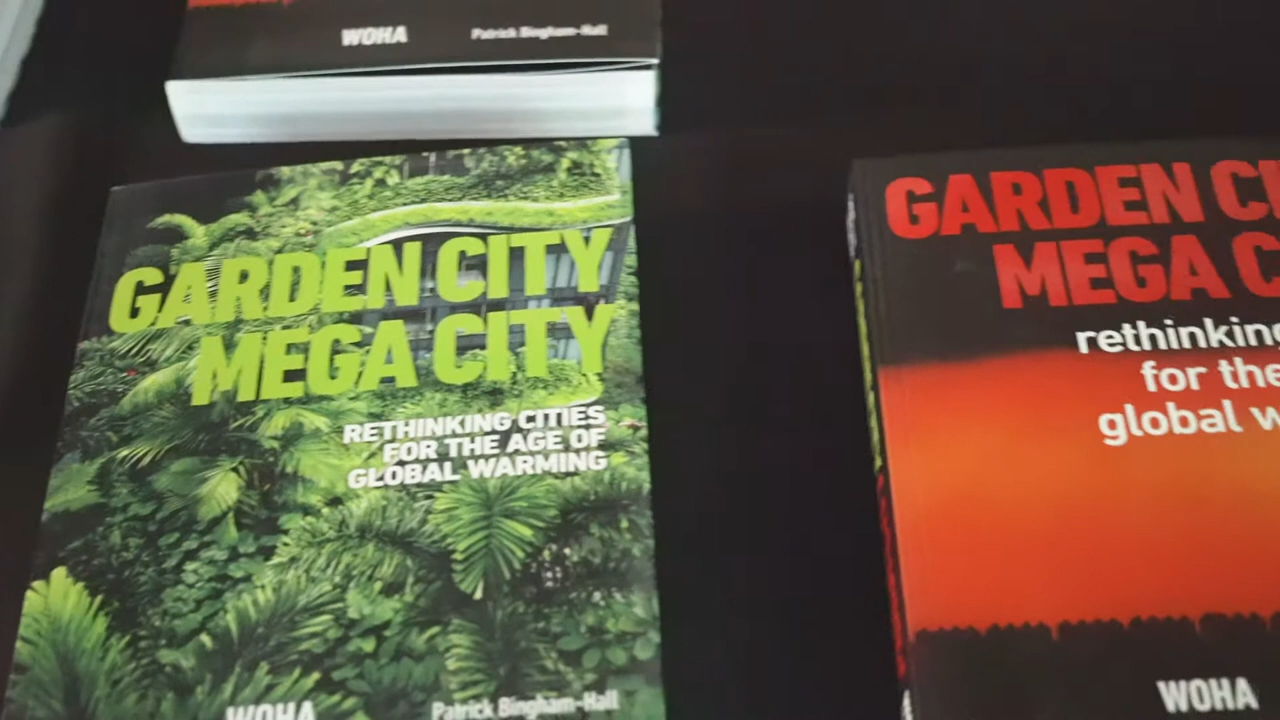 WOHA Patrick Bingham-Hall
GARDEN CITY
MEGA CITY
RETHINKING CITIES
FOR THE AGE OF
GLOBAL WARMING
WOHA Patrick Bingham-Hall
GARDEN CI
MEGA C
rethinking
for the
global w
WOHA